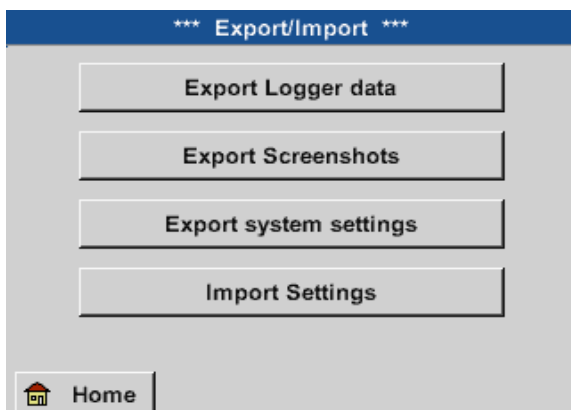 *** Export/Import ***
Export Logger data
Export Screenshots
Export system settings
Import Settings
Home